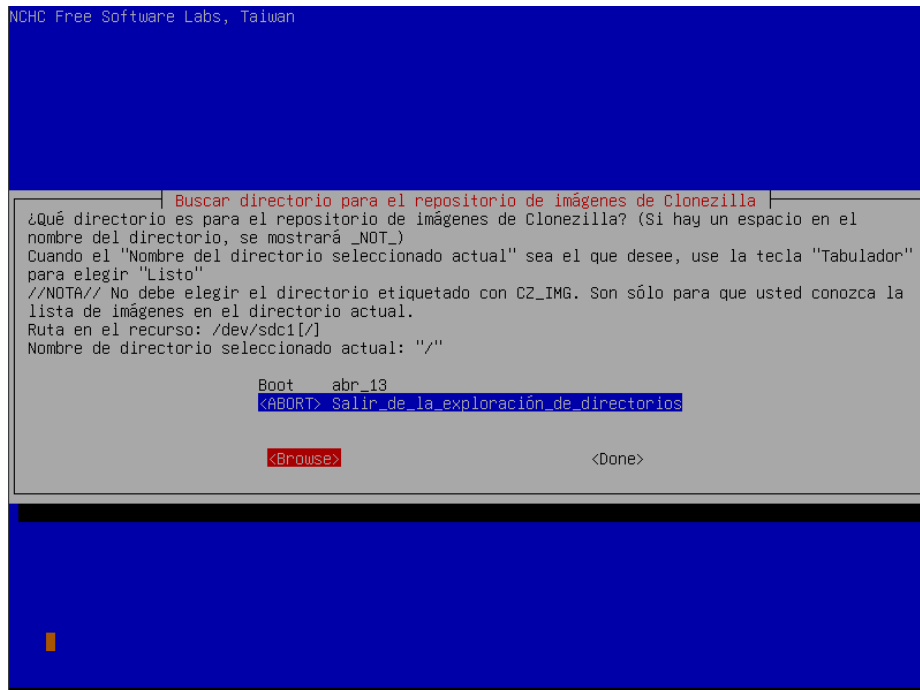 NCHC Free Software Labs, Taiwan
Buscar directorio para el repositorio de imágenes de Clonezilla
¿Qué directorio es para el repositorio de imágenes de Clonezilla? (Si hay un espacio en el
nombre del directorio, se mostrará _NOT_)
Cuando el "Nombre del directorio seleccionado actual" sea el que desee, use la tecla "Tabulador"
para elegir "Listo"
//NOTA// No debe elegir el directorio etiquetado con CZ_IMG. Son sólo para que usted conozca la
lista de imágenes en el directorio actual.
Ruta en el recurso: /dev/sdc1[/]
Nombre de directorio seleccionado actual: "/"
Boot abr_13
<ABORT> Salir_de_la_exploración_de_directorios
<Browse> <Done>